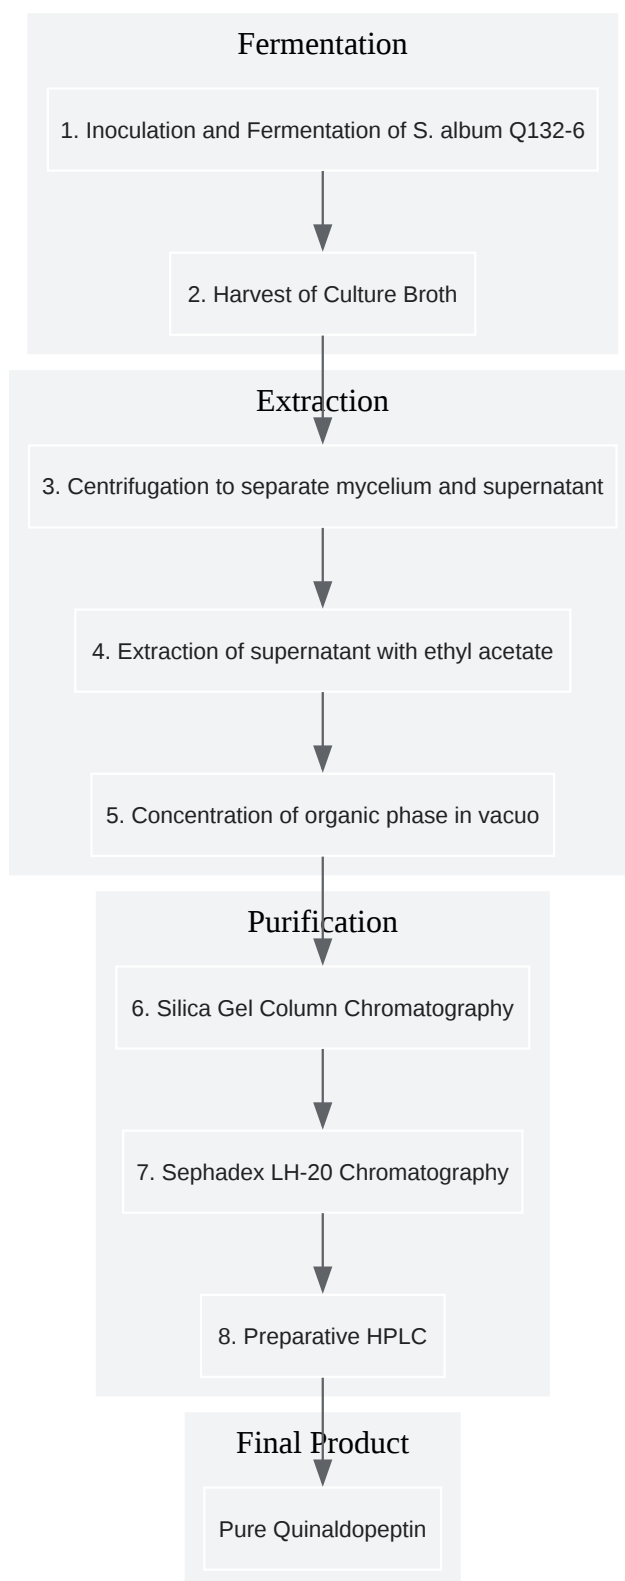 Fermentation
1. Inoculation and Fermentation of S. album Q132-6
2. Harvest of Culture Broth
Extraction
3. Centrifugation to separate mycelium and supernatant
4. Extraction of supernatant with ethyl acetate
5. Concentration of organic phase in vacuo
Purification
6. Silica Gel Column Chromatography
7. Sephadex LH-20 Chromatography
8. Preparative HPLC
Final Product
Pure Quinaldopeptin